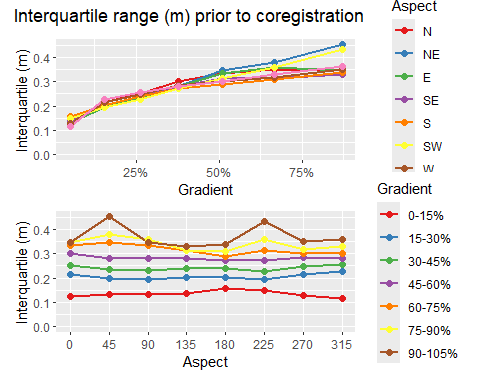 Interquartile range (m) prior to coregistration
Interquartile (m)
0.4
0.3
0.2
0.1
0.0
25%
50%
75%
Gradient
Aspect
N
NE
E
SE
S
SW
W
Interquartile (m)
0.4
0.3
0.2
0.1
0.0
0
45
90
135
180
225
270
315
Aspect
Gradient
0-15%
15-30%
30-45%
45-60%
60-75%
75-90%
90-105%